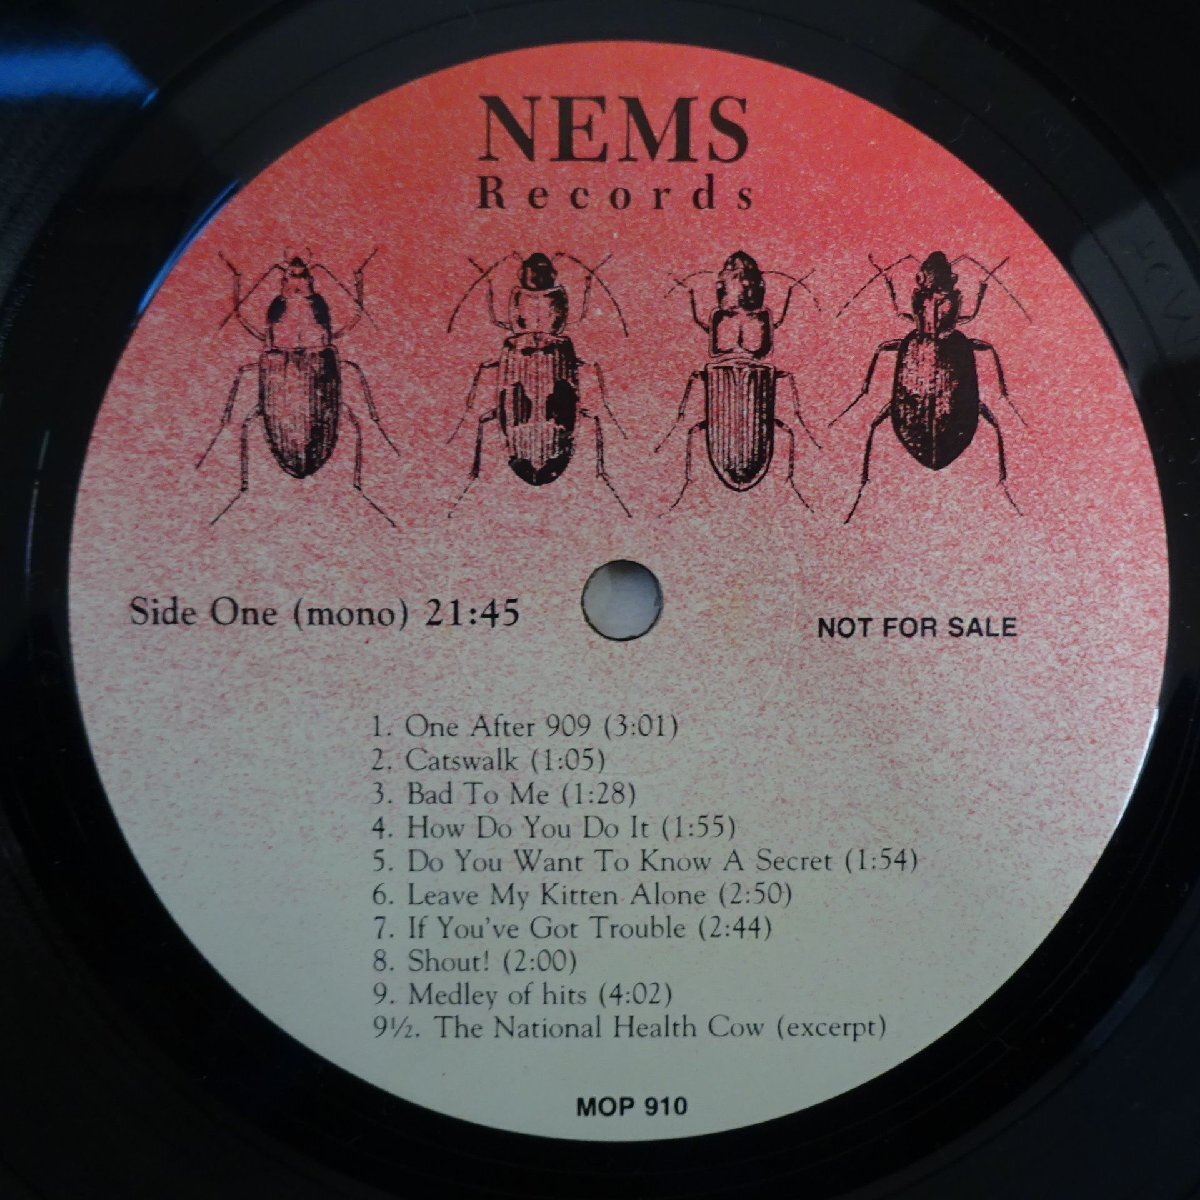 NEMS
Records
Side One (mono) 21:45
NOT FOR SALE
1. One After 909 (3:01)
2. Catswalk (1:05)
3. Bad To Me (1:28)
4. How Do You Do It (1:55)
5. Do You Want To Know A Secret (1:54)
6. Leave My Kitten Alone (2:50)
7. If You've Got Trouble (2:44)
8. Shout! (2:00)
9. Medley of hits (4:02)
9½. The National Health Cow (excerpt)
MOP 910